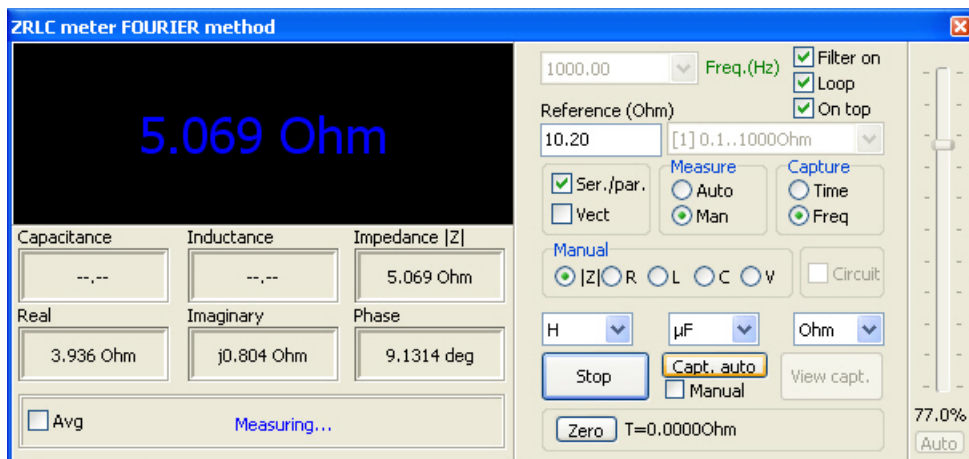 ZRLC meter FOURIER method
5.069 Ohm
Capacitance Inductance Impedance |Z|
--,-- --,-- 5.069 Ohm
Real Imaginary Phase
3.936 Ohm j0.804 Ohm 9.1314 deg
Avg Measuring...
1000.00 Freq.(Hz) Filter on
Loop
Reference (Ohm) On top
10.20 [1] 0.1..1000Ohm
Measure Capture
Ser./par. Auto Time
Vect Man Freq
Manual
|Z| R L C V Circuit
H µF Ohm
Stop Capt. auto View capt.
Manual
Zero T=0.0000Ohm
77.0%
Auto